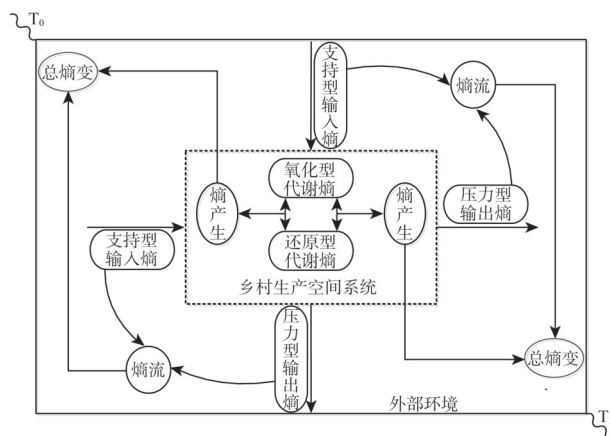 T₀
总熵变
支持型输入熵
熵流
氧化型
代谢熵
熵产生
熵产生
压力型
输出熵
支持型
输入熵
还原型
代谢熵
乡村生产空间系统
压力型输出熵
熵流
总熵变
外部环境
T